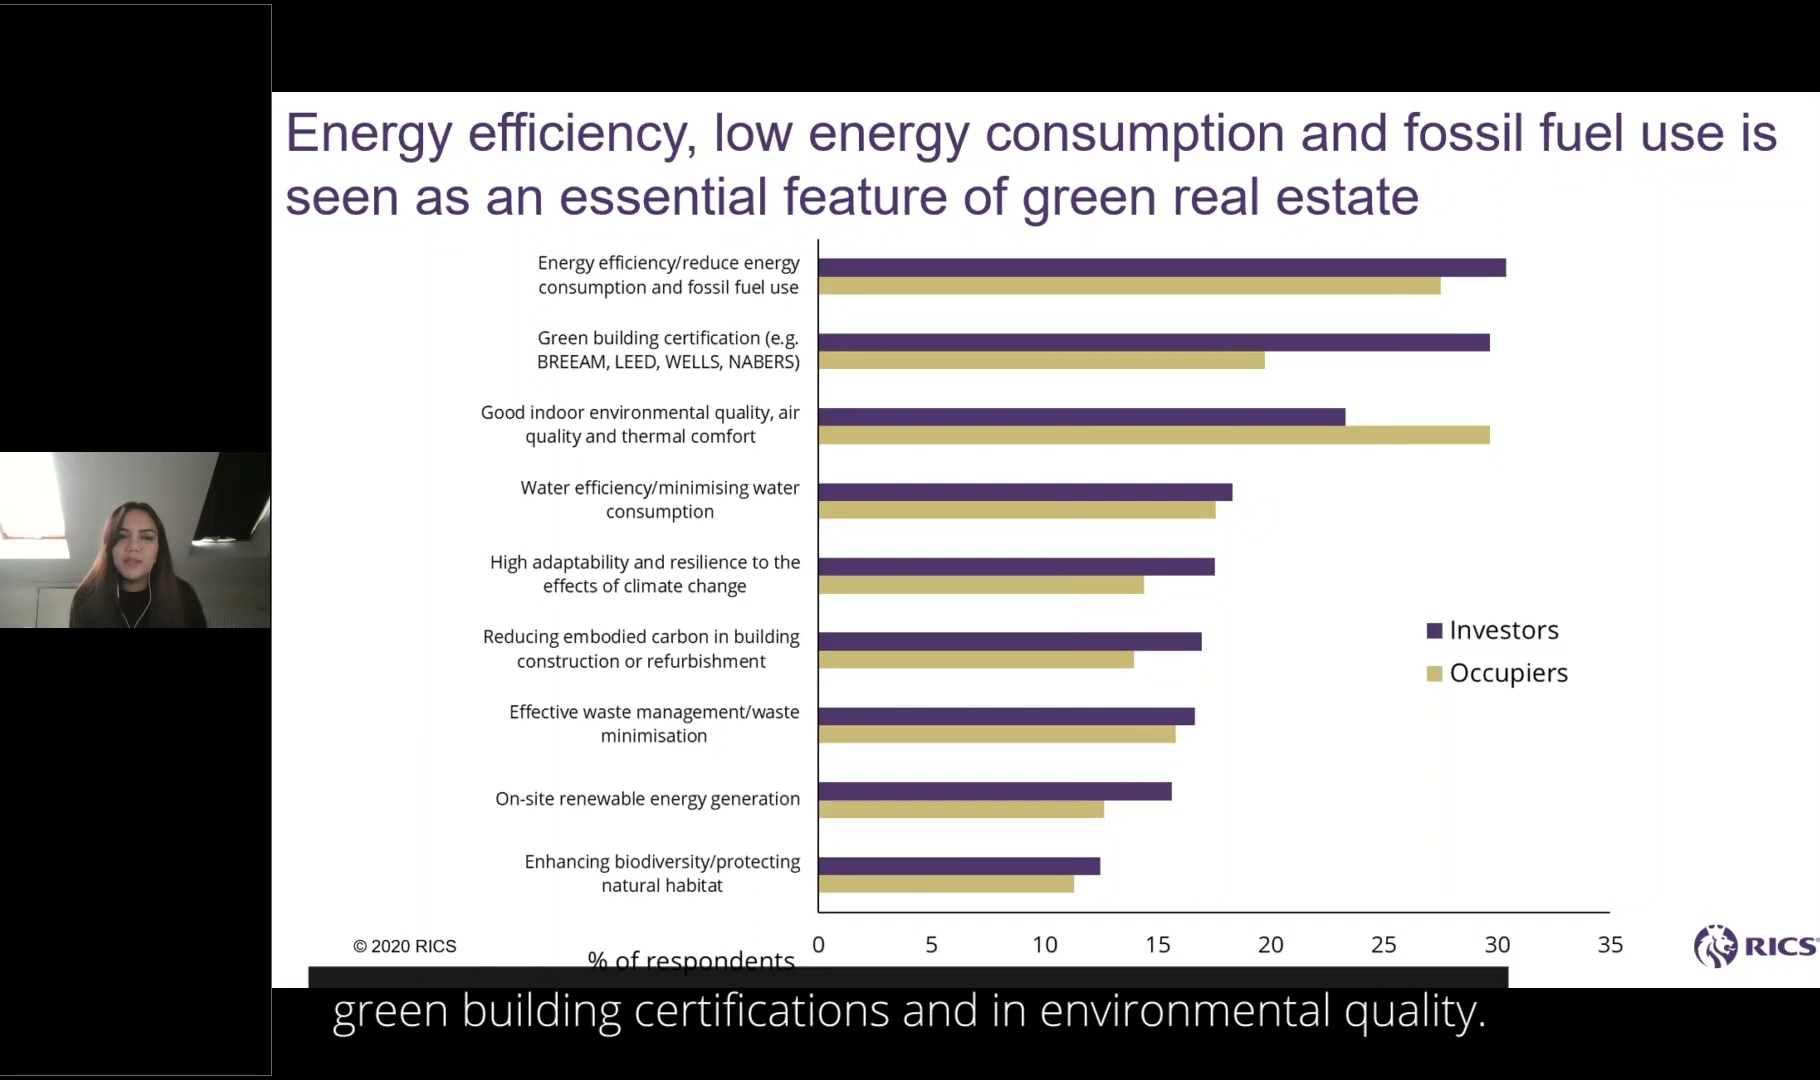 Energy efficiency, low energy consumption and fossil fuel use is
seen as an essential feature of green real estate
Energy efficiency/reduce energy
consumption and fossil fuel use
Green building certification (e.g.
BREEAM, LEED, WELLS, NABERS)
Good indoor environmental quality, air
quality and thermal comfort
Water efficiency/minimising water
consumption
High adaptability and resilience to the
effects of climate change
Reducing embodied carbon in building
construction or refurbishment
Effective waste management/waste
minimisation
On-site renewable energy generation
Enhancing biodiversity/protecting
natural habitat
Investors
Occupiers
0 5 10 15 20 25 30 35
% of respondents
© 2020 RICS
RICS
green building certifications and in environmental quality.